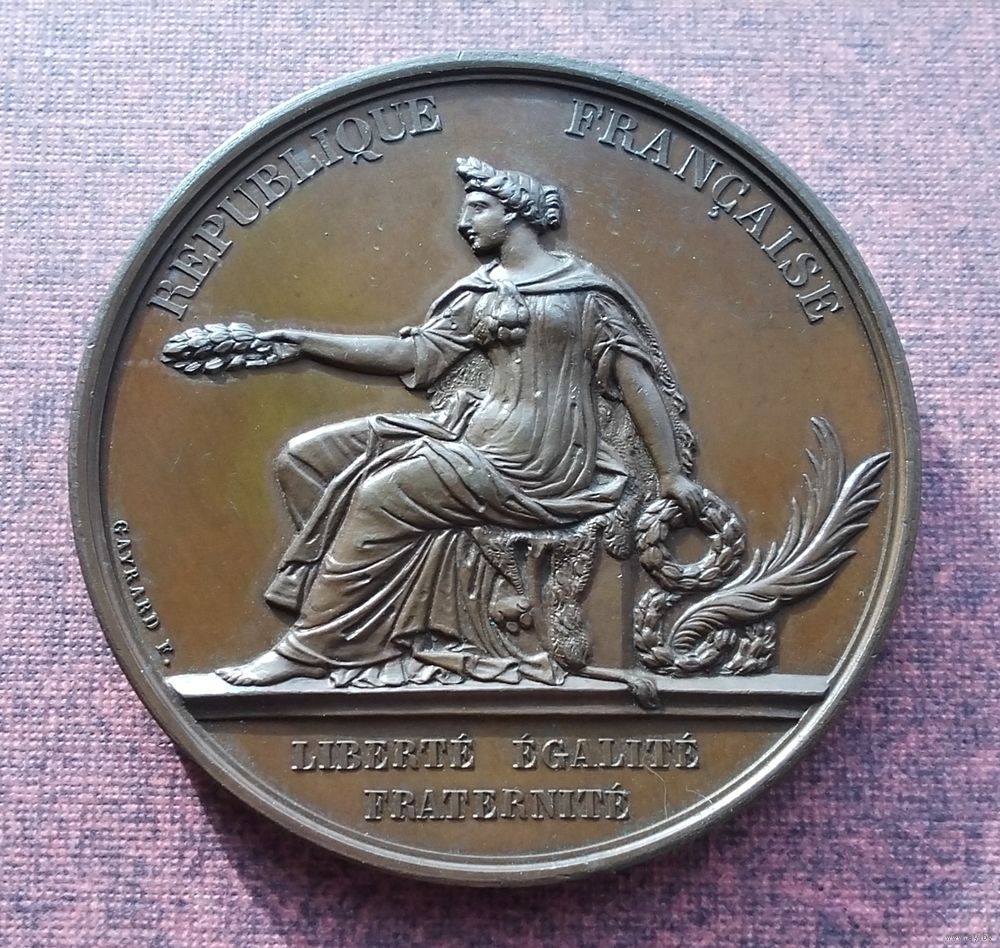 REPUBLIQUE FRANÇAISE
GAYRARD F.
LIBERTÉ ÉGALITÉ
FRATERNITÉ